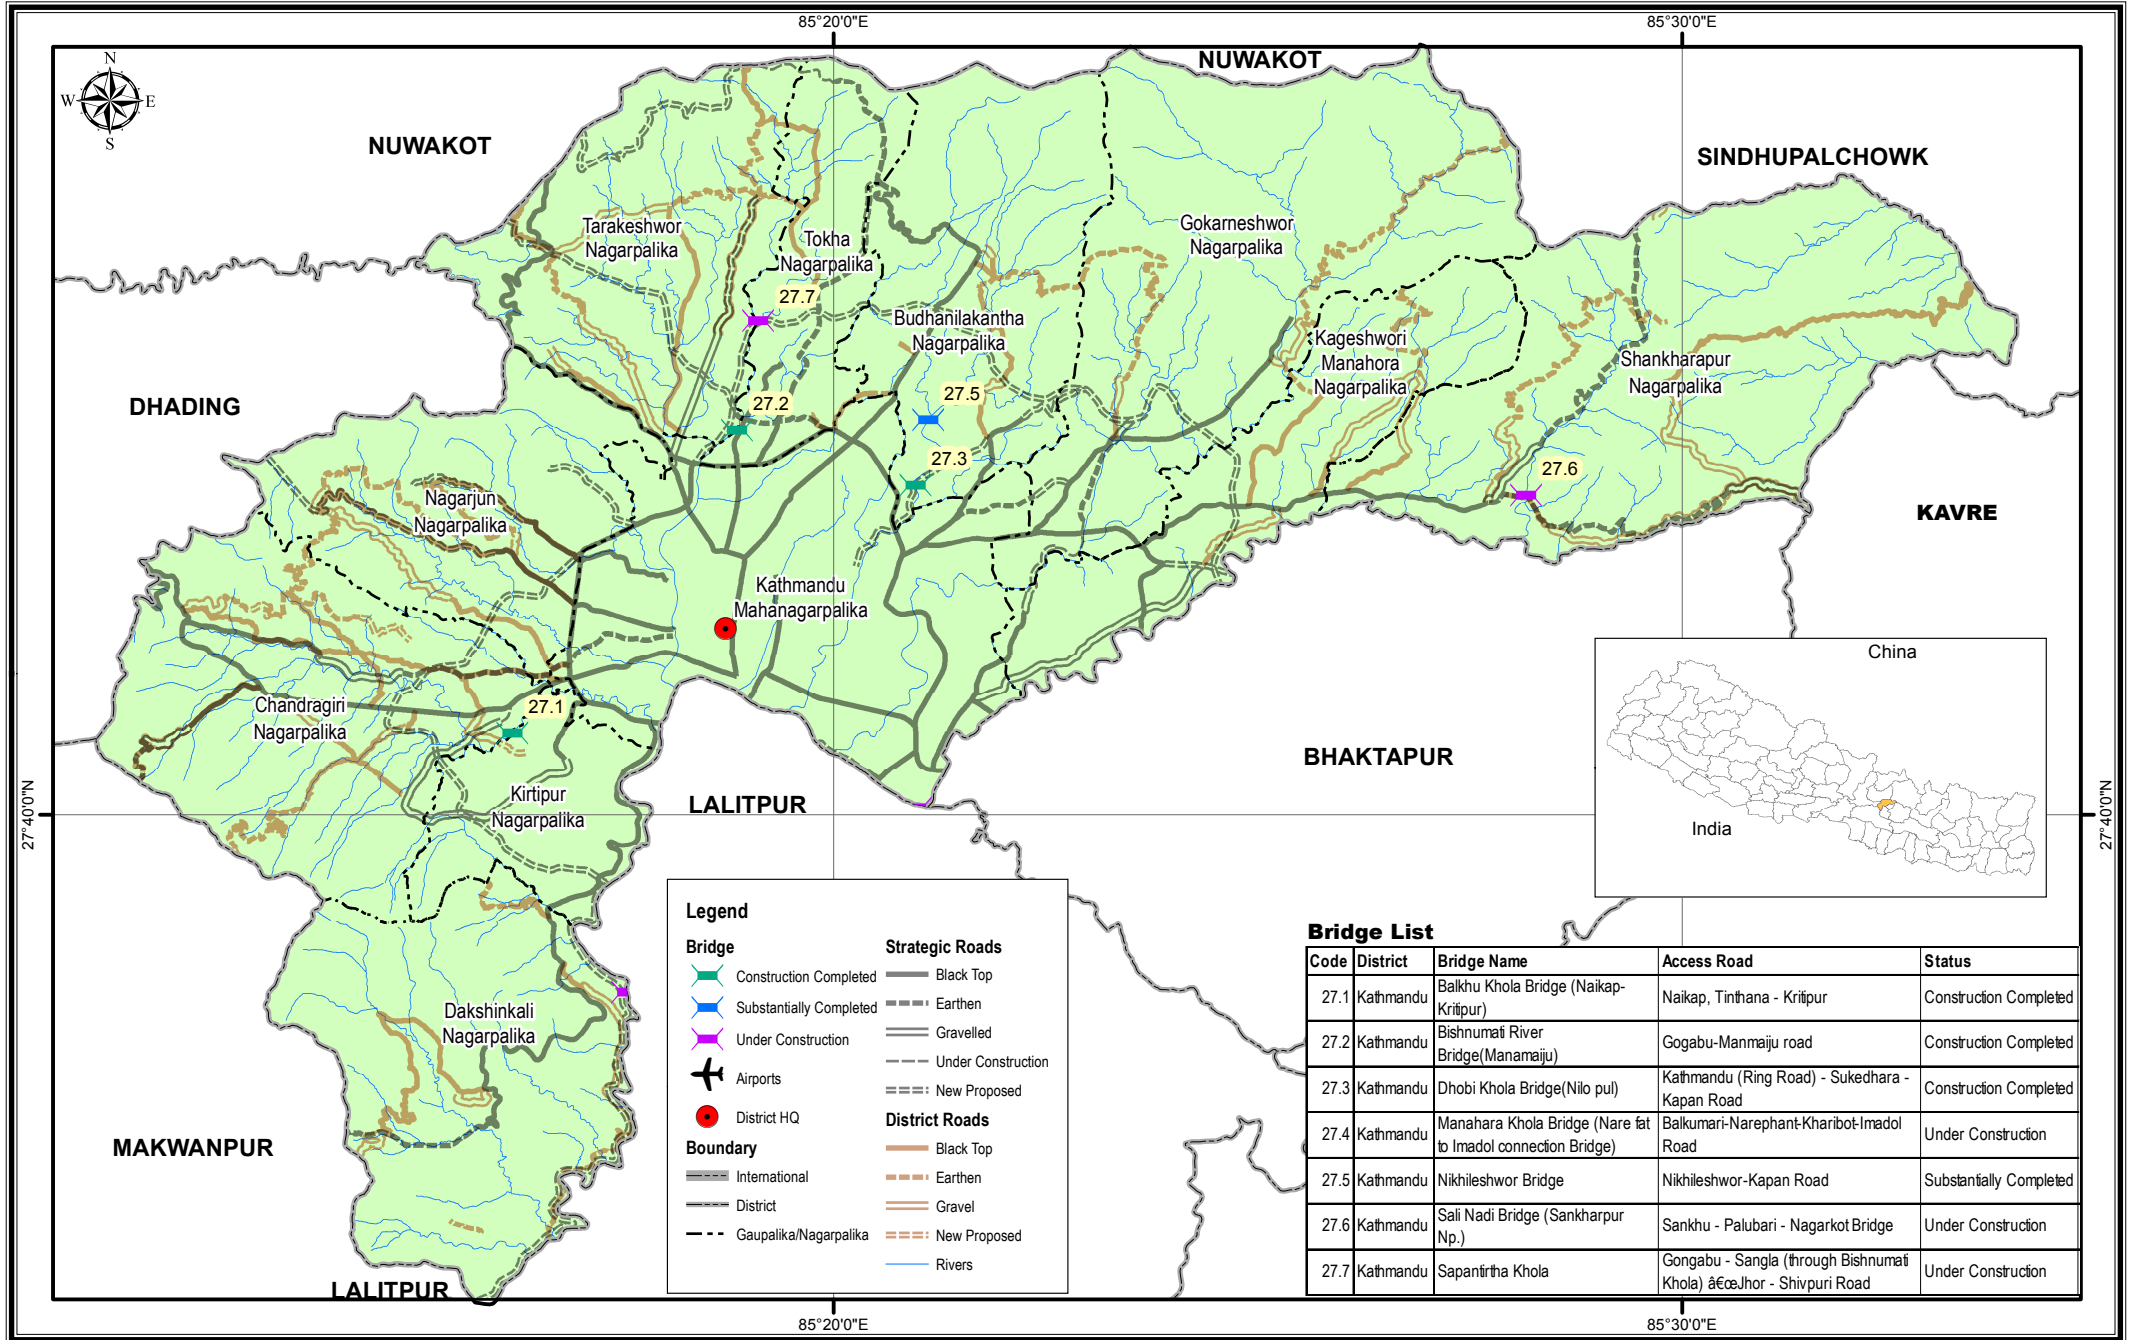 85°20'0"E
85°30'0"E
N
W
E
S
NUWAKOT
NUWAKOT
SINDHUPALCHOWK
Tarakeshwor
Nagarpalika
Tokha
Nagarpalika
Gokarneshwor
Nagarpalika
27.7
Budhanilakantha
Nagarpalika
Kageshwori
Manahora
Nagarpalika
Shankharapur
Nagarpalika
DHADING
27.2
27.5
27.3
27.6
Nagarjun
Nagarpalika
KAVRE
Kathmandu
Mahanagarpalika
Chandragiri
Nagarpalika
27.1
BHAKTAPUR
LALITPUR
Kirtipur
Nagarpalika
27°40'0"N
27°40'0"N
China
India
Dakshinkali
Nagarpalika
MAKWANPUR
LALITPUR
Legend
Bridge
Construction Completed
Substantially Completed
Under Construction
Airports
District HQ
Boundary
International
District
Gaupalika/Nagarpalika
Strategic Roads
Black Top
Earthen
Gravelled
Under Construction
New Proposed
District Roads
Black Top
Earthen
Gravel
New Proposed
Rivers
Bridge List
Code District Bridge Name Access Road Status
27.1 Kathmandu Balkhu Khola Bridge (Naikap-
Kritipur) Naikap, Tinthana - Kritipur Construction Completed
27.2 Kathmandu Bishnumati River
Bridge(Manamaiju) Gogabu-Manmaiju road Construction Completed
27.3 Kathmandu Dhobi Khola Bridge(Nilo pul) Kathmandu (Ring Road) - Sukedhara -
Kapan Road Construction Completed
27.4 Kathmandu Manahara Khola Bridge (Nare fat
to Imadol connection Bridge) Balkumari-Narephant-Kharibot-Imadol
Road Under Construction
27.5 Kathmandu Nikhileshwor Bridge Nikhileshwor-Kapan Road Substantially Completed
27.6 Kathmandu Sali Nadi Bridge (Sankharpur
Np.) Sankhu - Palubari - Nagarkot Bridge Under Construction
27.7 Kathmandu Sapantirtha Khola Gongabu - Sangla (through Bishnumati
Khola) â€œJhor - Shivpuri Road Under Construction
85°20'0"E
85°30'0"E